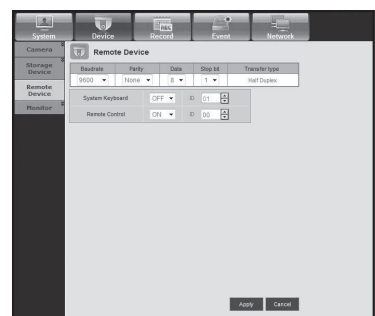 System Device Record Event Network
Camera
Storage Device
Remote Device
Monitor
Remote Device
Baudrate Parity Data Stop bit Transfer type
9600 None 8 1 Half Duplex
System Keyboard OFF ID 01
Remote Control ON ID 00
Apply Cancel